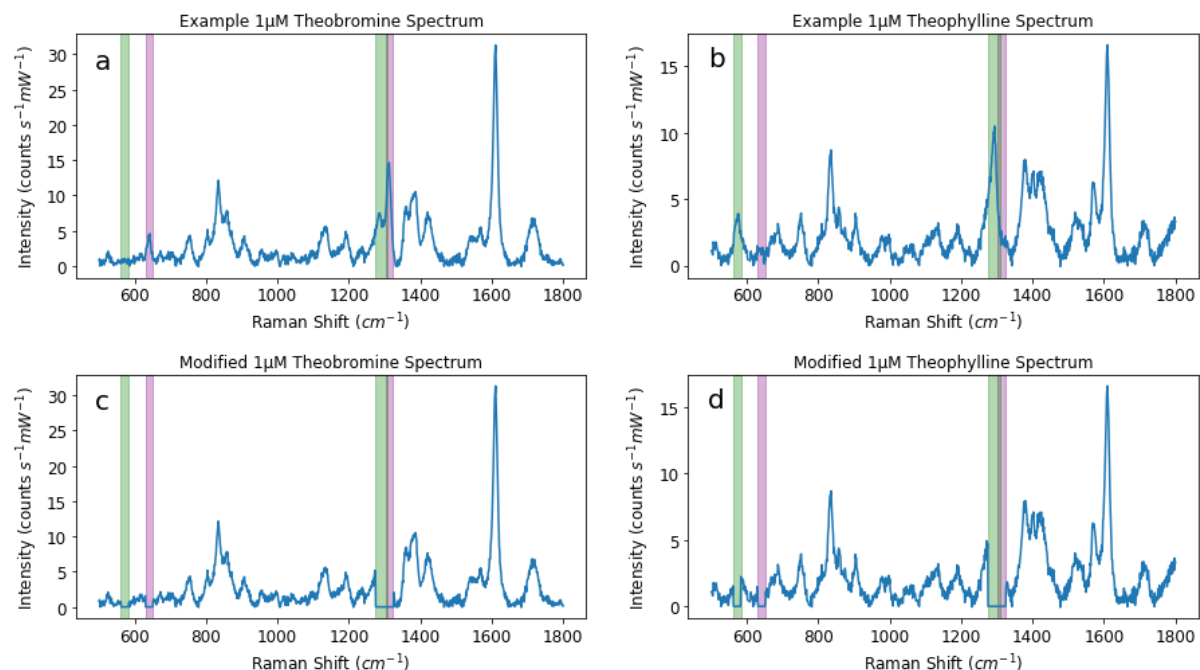 Example 1μM Theobromine Spectrum
a
Intensity (counts s⁻¹mW⁻¹)
30
25
20
15
10
5
0
600 800 1000 1200 1400 1600 1800
Raman Shift (cm⁻¹)
Example 1μM Theophylline Spectrum
b
Intensity (counts s⁻¹mW⁻¹)
15
10
5
0
600 800 1000 1200 1400 1600 1800
Raman Shift (cm⁻¹)
Modified 1μM Theobromine Spectrum
c
Intensity (counts s⁻¹mW⁻¹)
30
25
20
15
10
5
0
600 800 1000 1200 1400 1600 1800
Raman Shift (cm⁻¹)
Modified 1μM Theophylline Spectrum
d
Intensity (counts s⁻¹mW⁻¹)
15
10
5
0
600 800 1000 1200 1400 1600 1800
Raman Shift (cm⁻¹)